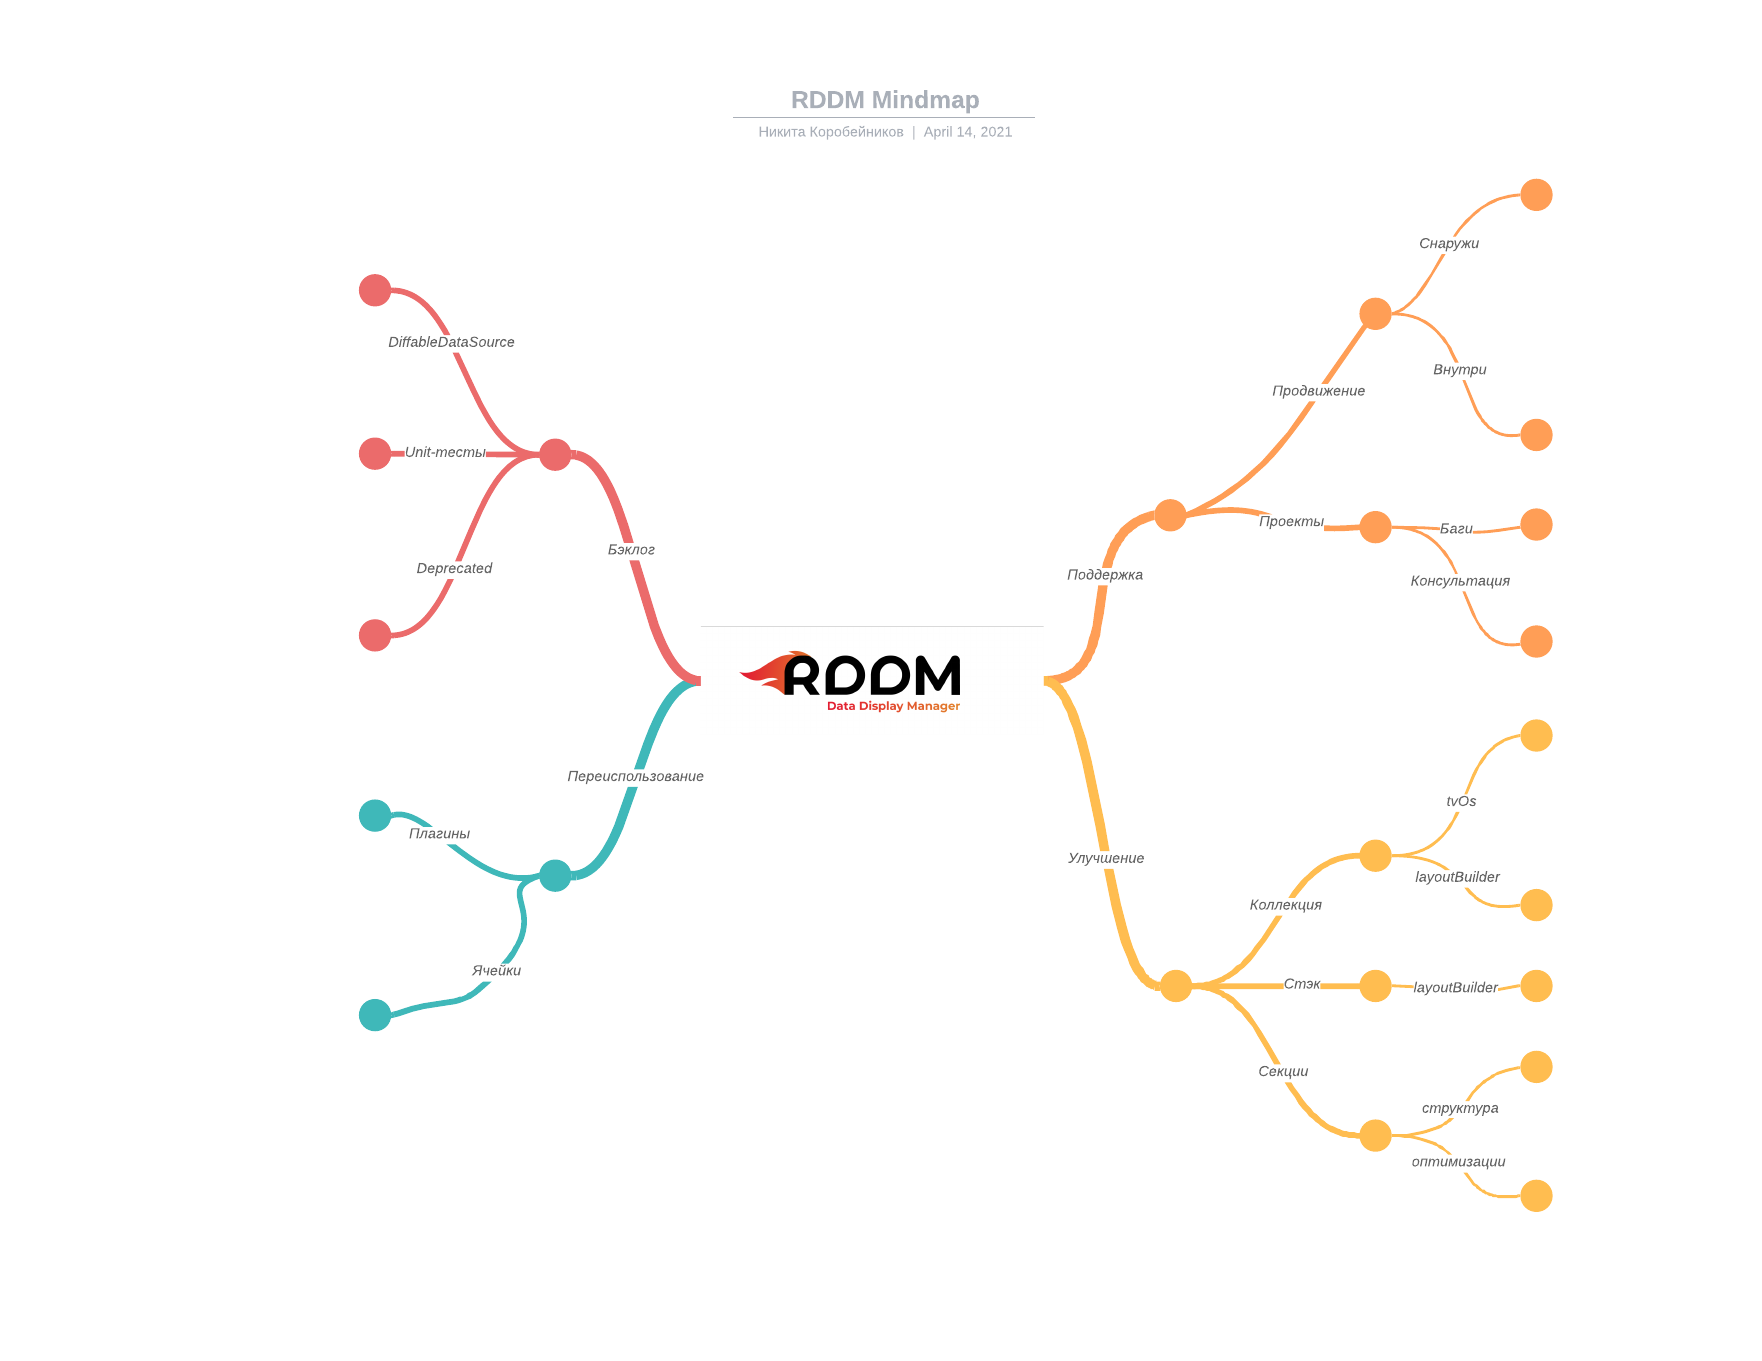 RDDM Mindmap
Никита Коробейников | April 14, 2021
DiffableDataSource
Unit-тесты
Deprecated
Бэклог
Переиспользование
Плагины
Ячейки
RDDM
Data Display Manager
Поддержка
Продвижение
Снаружи
Внутри
Проекты
Баги
Консультация
Улучшение
Коллекция
tvOs
layoutBuilder
Стэк
layoutBuilder
Секции
структура
оптимизации